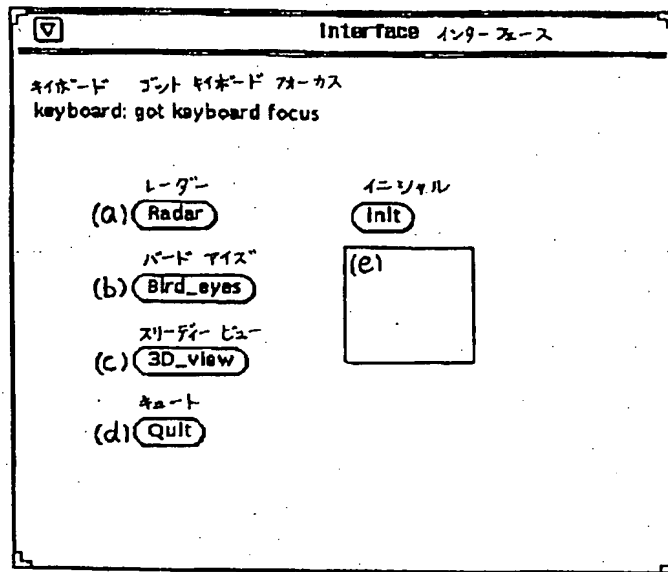 Interface インターフェース
キイボード ゴット キイボード フォーカス
keyboard: got keyboard focus
レーダー
(a) Radar
イニシャル
Init
バード アイズ
(b) Bird_eyes
(e)
スリーディー ビュー
(c) 3D_view
キュート
(d) Quit